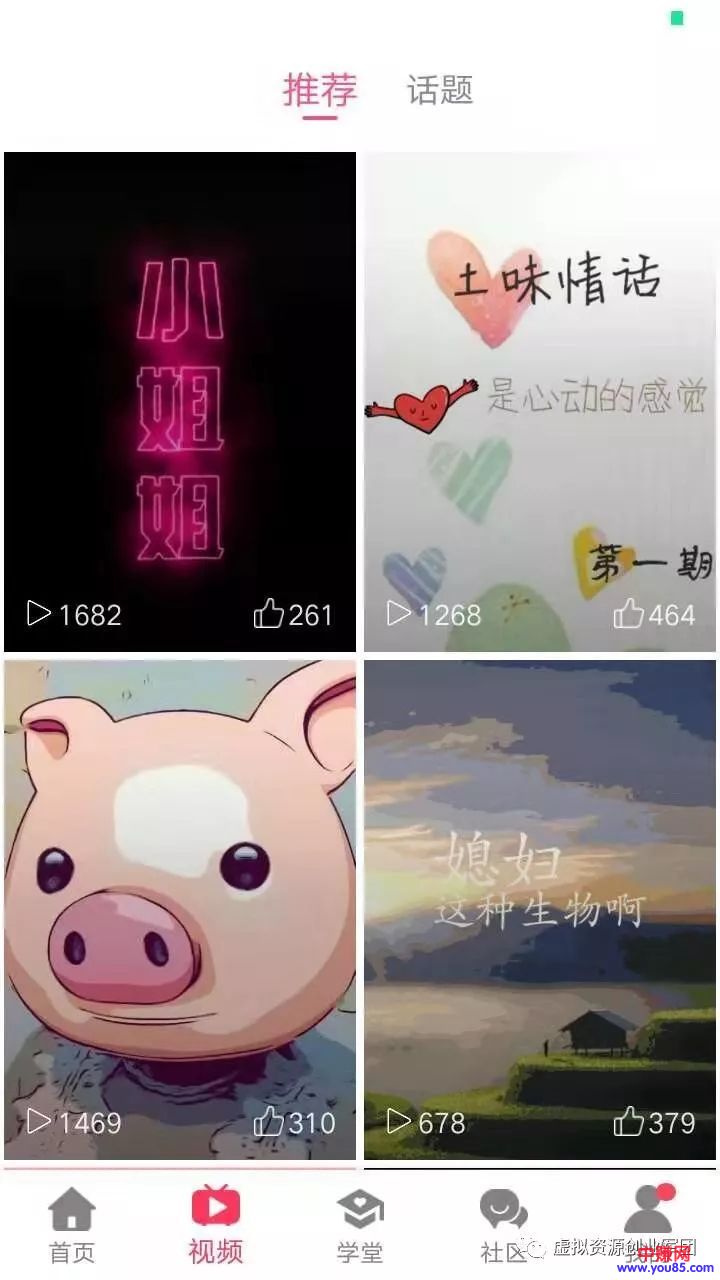 推荐 话题
小
姐
姐
1682 261
土味情话
是心动的感觉
第一期
1268 464
1469 310
媳妇
这种生物啊
678 379
首页 视频 学堂 社区
虚拟资源创业军团
中赚网
www.you85.com